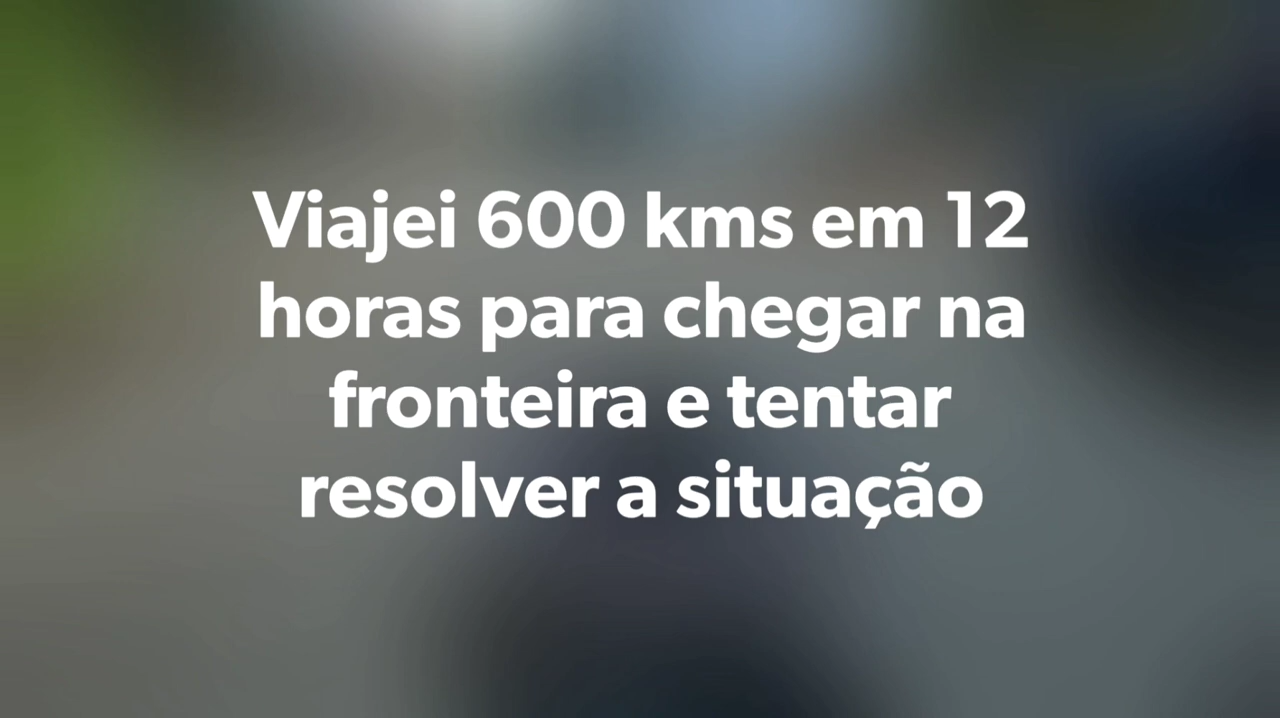 Viajei 600 kms em 12
horas para chegar na
fronteira e tentar
resolver a situação